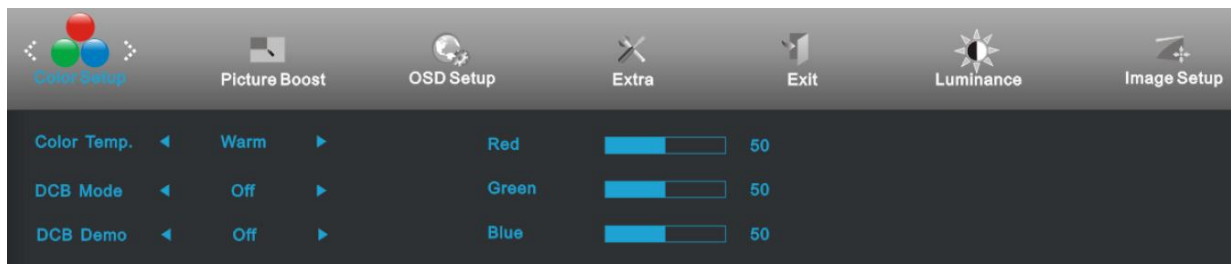 Color Setup Picture Boost OSD Setup Extra Exit Luminance Image Setup
Color Temp. Warm Red 50
DCB Mode Off Green 50
DCB Demo Off Blue 50